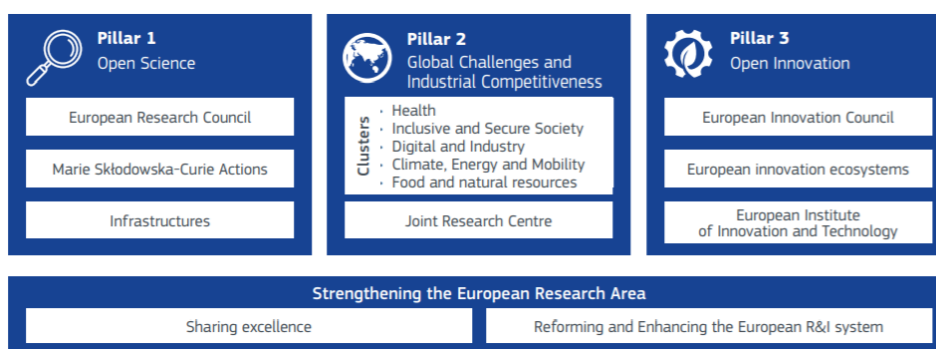 Pillar 1
Open Science
European Research Council
Marie Skłodowska-Curie Actions
Infrastructures
Pillar 2
Global Challenges and
Industrial Competitiveness
Clusters
· Health
· Inclusive and Secure Society
· Digital and Industry
· Climate, Energy and Mobility
· Food and natural resources
Joint Research Centre
Pillar 3
Open Innovation
European Innovation Council
European innovation ecosystems
European Institute
of Innovation and Technology
Strengthening the European Research Area
Sharing excellence
Reforming and Enhancing the European R&I system